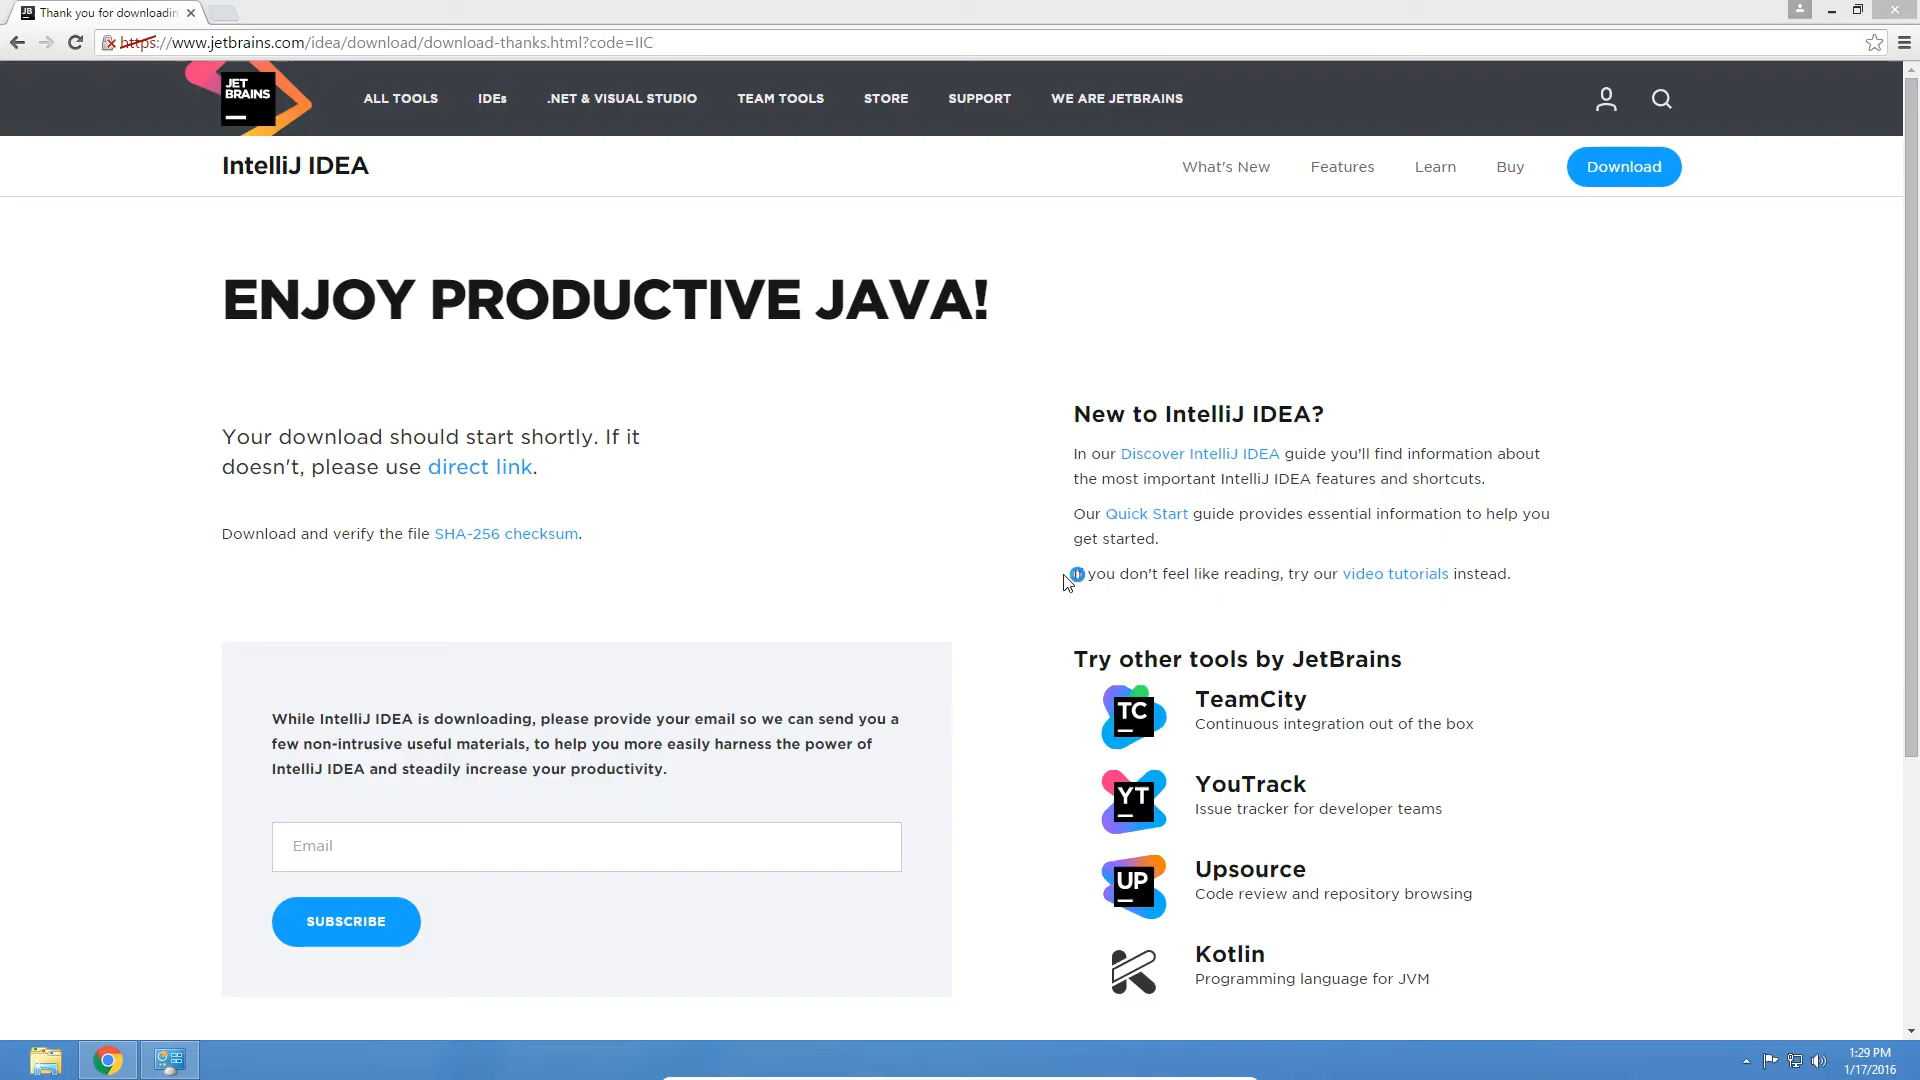 JB Thank you for downloadin
https://www.jetbrains.com/idea/download/download-thanks.html?code=IIC
JET
BRAINS
ALL TOOLS IDEs .NET & VISUAL STUDIO TEAM TOOLS STORE SUPPORT WE ARE JETBRAINS
IntelliJ IDEA
What's New Features Learn Buy Download
ENJOY PRODUCTIVE JAVA!
Your download should start shortly. If it
doesn't, please use direct link.
Download and verify the file SHA-256 checksum.
While IntelliJ IDEA is downloading, please provide your email so we can send you a
few non-intrusive useful materials, to help you more easily harness the power of
IntelliJ IDEA and steadily increase your productivity.
Email
SUBSCRIBE
New to IntelliJ IDEA?
In our Discover IntelliJ IDEA guide you’ll find information about
the most important IntelliJ IDEA features and shortcuts.
Our Quick Start guide provides essential information to help you
get started.
If you don’t feel like reading, try our video tutorials instead.
Try other tools by JetBrains
TC
TeamCity
Continuous integration out of the box
YT
YouTrack
Issue tracker for developer teams
UP
Upsource
Code review and repository browsing
Kotlin
Programming language for JVM
1:29 PM
1/17/2016